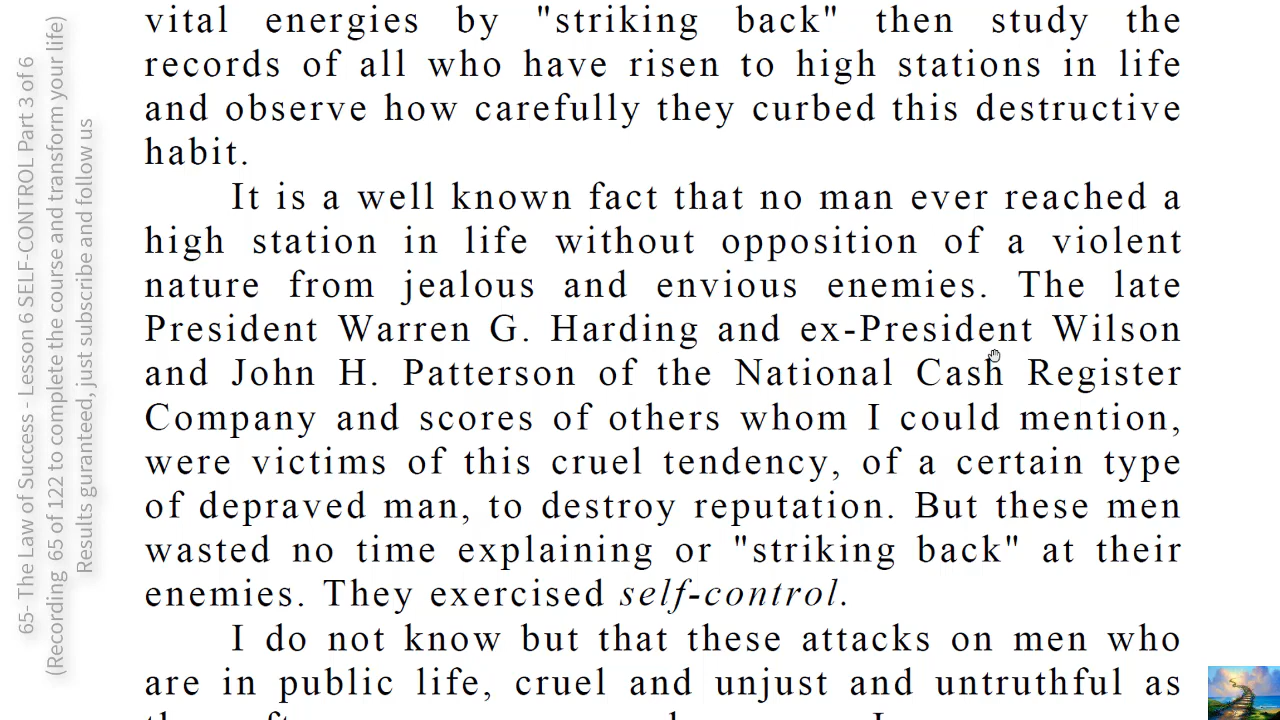 65- The Law of Success - Lesson 6 SELF-CONTROL Part 3 of 6
(Recording 65 of 122 to complete the course and transform your life)
Results guranteed, just subscribe and follow us
vital energies by "striking back" then study the
records of all who have risen to high stations in life
and observe how carefully they curbed this destructive
habit.
It is a well known fact that no man ever reached a
high station in life without opposition of a violent
nature from jealous and envious enemies. The late
President Warren G. Harding and ex-President Wilson
and John H. Patterson of the National Cash Register
Company and scores of others whom I could mention,
were victims of this cruel tendency, of a certain type
of depraved man, to destroy reputation. But these men
wasted no time explaining or "striking back" at their
enemies. They exercised self-control.
I do not know but that these attacks on men who
are in public life, cruel and unjust and untruthful as